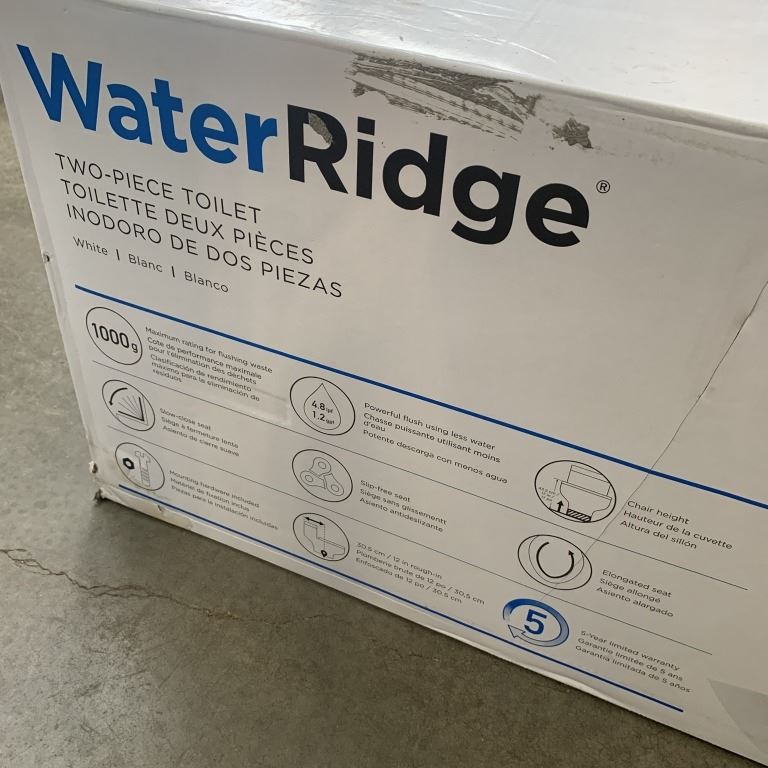 WaterRidge®
TWO-PIECE TOILET
TOILETTE DEUX PIÈCES
INODORO DE DOS PIEZAS
White | Blanc | Blanco
1000g
Maximum rating for flushing waste
Cote de performance maximale
pour l'élimination des déchets
Clasificación de rendimiento
máximo para la eliminación de
residuos
4.8 lpf
1.2 gpf
Powerful flush using less water
Chasse puissante utilisant moins
d'eau
Potente descarga con menos agua
Chair height
Hauteur de la cuvette
Altura del sillón
Slow-close seat
Siège à fermeture lente
Asiento de cierre suave
Slip-free seat
Siège sans glissement
Asiento antideslizante
Elongated seat
Siège allongé
Asiento alargado
Mounting hardware included
Matériel de fixation inclus
Piezas para la instalación incluidas
30.5 cm / 12 in rough-in
Plomberie brute de 12 po / 30,5 cm
Enfoscado de 12 po / 30.5 cm
5
5-Year limited warranty
Garantie limitée de 5 ans
Garantía limitada de 5 años